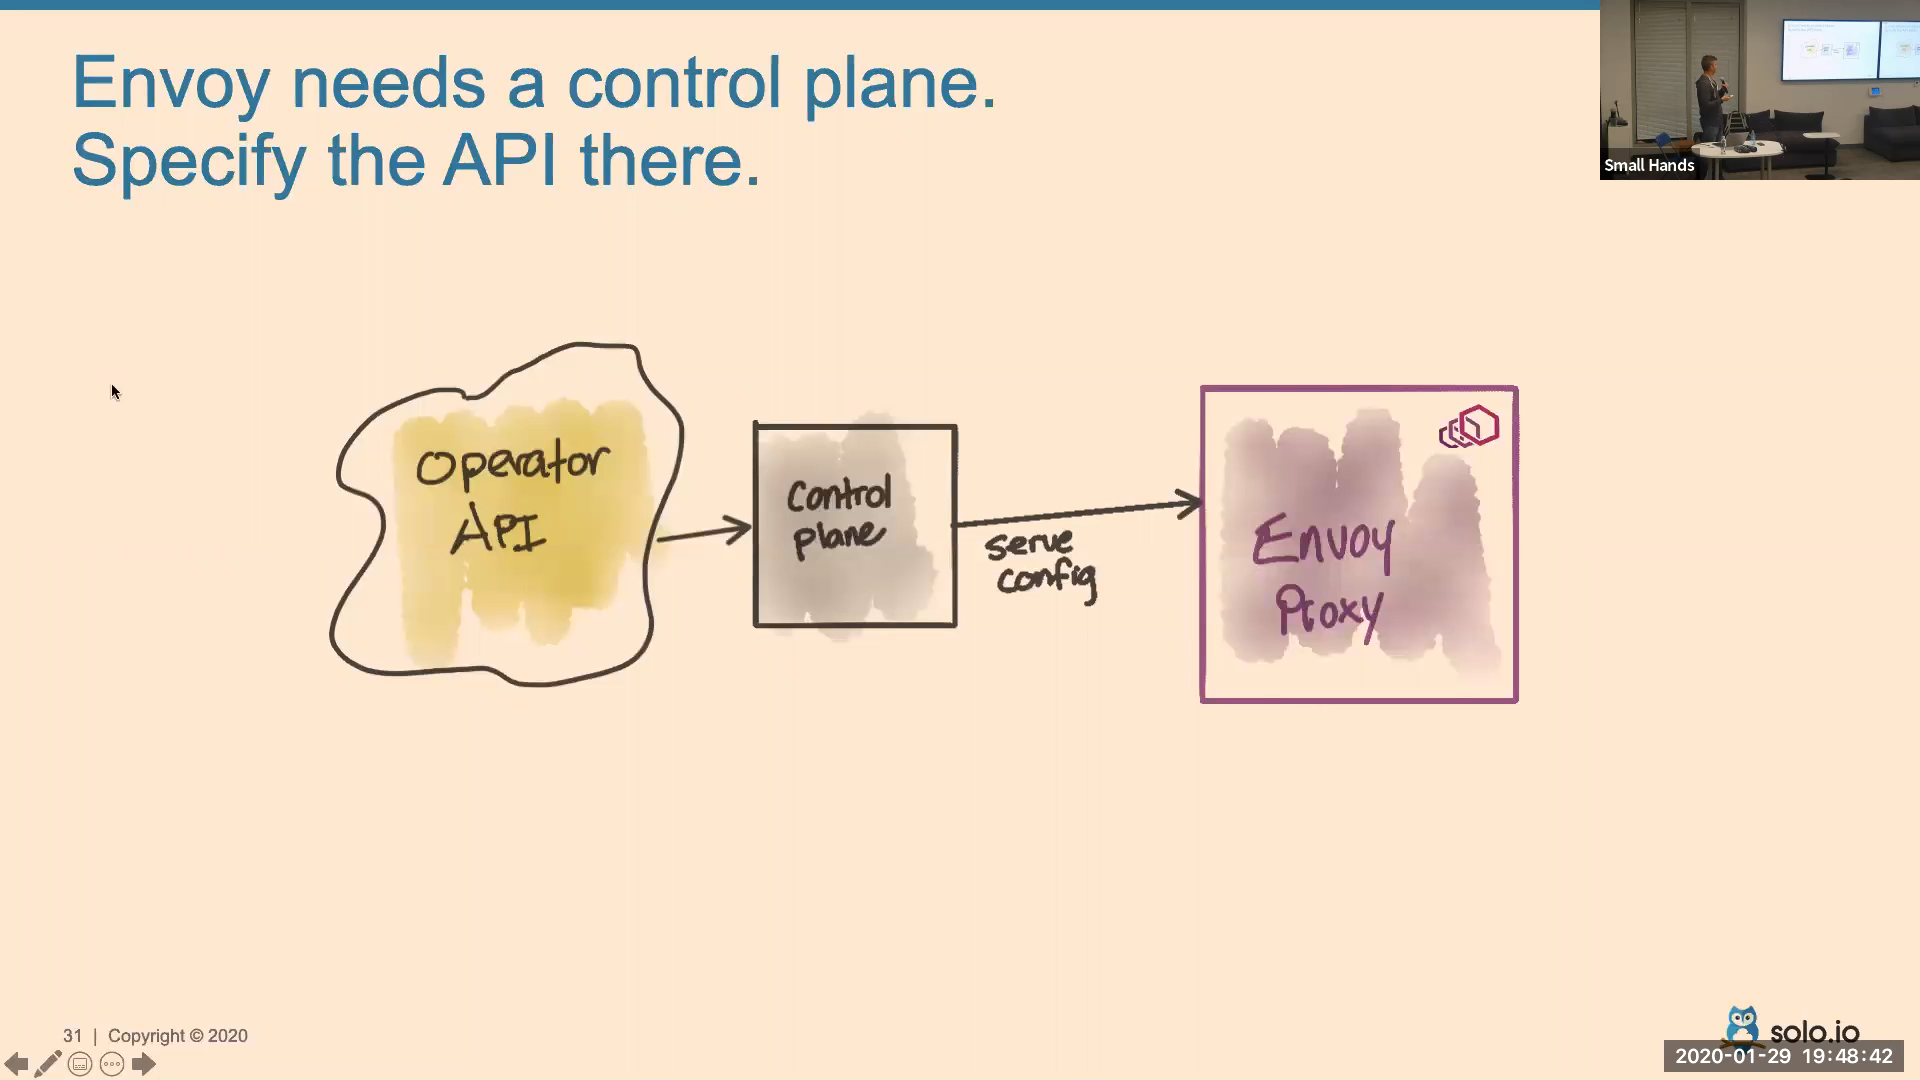 Envoy needs a control plane.
Specify the API there.
Small Hands
Operator
API
Control
plane
serve
config
Envoy
Proxy
31 | Copyright © 2020
solo.io
2020-01-29 19:48:42